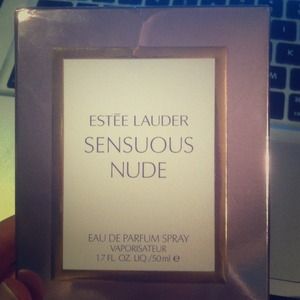 ESTĒE LAUDER
SENSUOUS
NUDE
EAU DE PARFUM SPRAY
VAPORISATEUR
1.7 FL. OZ. LIQ./50 ml ℮